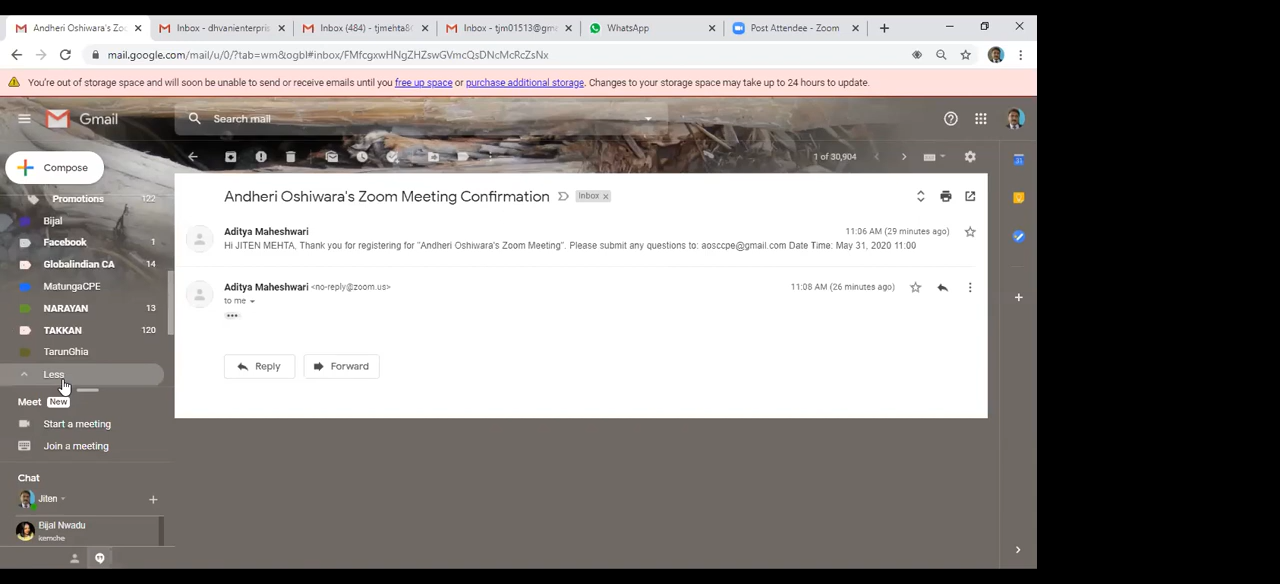 Andheri Oshiwara's Zo
Inbox - dhvanienterpris
Inbox (484) - tjmehta8
Inbox - tjm01513@gma
WhatsApp
Post Attendee - Zoom
mail.google.com/mail/u/0/?tab=wm&ogbl#inbox/FMfcgxwHNgZHZswGVmcQsDNcMcRcZsNx
You're out of storage space and will soon be unable to send or receive emails until you free up space or purchase additional storage. Changes to your storage space may take up to 24 hours to update.
Gmail
Search mail
Compose
1 of 30,904
Promotions 122
Andheri Oshiwara's Zoom Meeting Confirmation
Inbox x
Bijal
Aditya Maheshwari
11:06 AM (29 minutes ago)
Facebook 1
Hi JITEN MEHTA, Thank you for registering for "Andheri Oshiwara's Zoom Meeting". Please submit any questions to: aosccpe@gmail.com Date Time: May 31, 2020 11:00
Globalindian CA 14
MatungaCPE
Aditya Maheshwari <no-reply@zoom.us>
11:08 AM (26 minutes ago)
to me
NARAYAN 13
TAKKAN 120
TarunGhia
Less
Reply
Forward
Meet New
Start a meeting
Join a meeting
Chat
Jiten
Bijal Nwadu
kemche